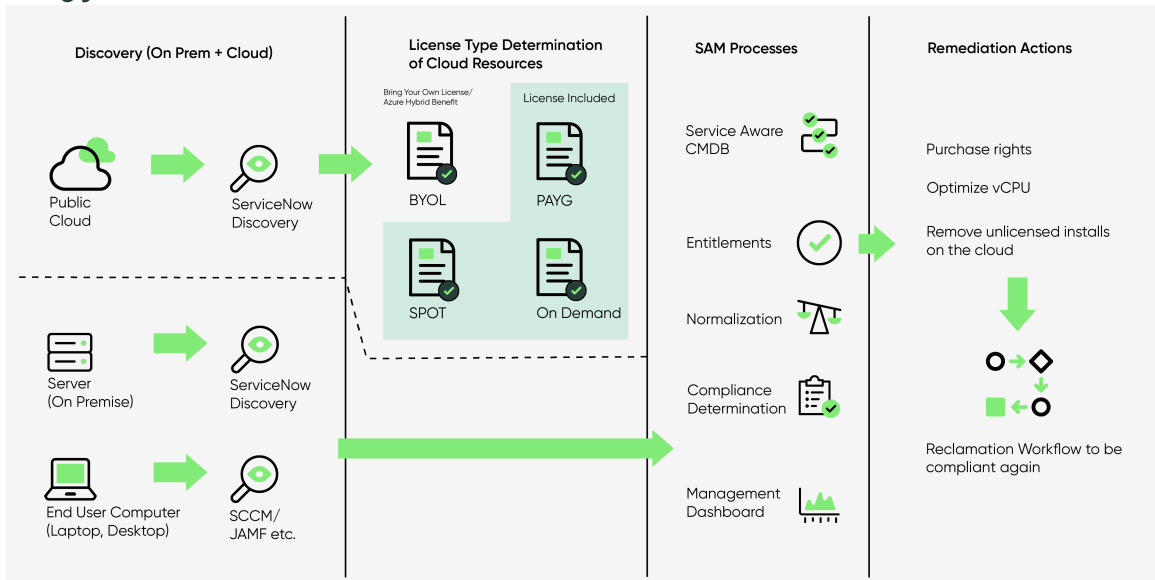 Discovery (On Prem + Cloud)
Public
Cloud
ServiceNow
Discovery
Server
(On Premise)
ServiceNow
Discovery
End User Computer
(Laptop, Desktop)
SCCM/
JAMF etc.
License Type Determination
of Cloud Resources
Bring Your Own License/
Azure Hybrid Benefit
License Included
BYOL
PAYG
SPOT
On Demand
SAM Processes
Service Aware
CMDB
Entitlements
Normalization
Compliance
Determination
Management
Dashboard
Remediation Actions
Purchase rights
Optimize vCPU
Remove unlicensed installs
on the cloud
Reclamation Workflow to be
compliant again